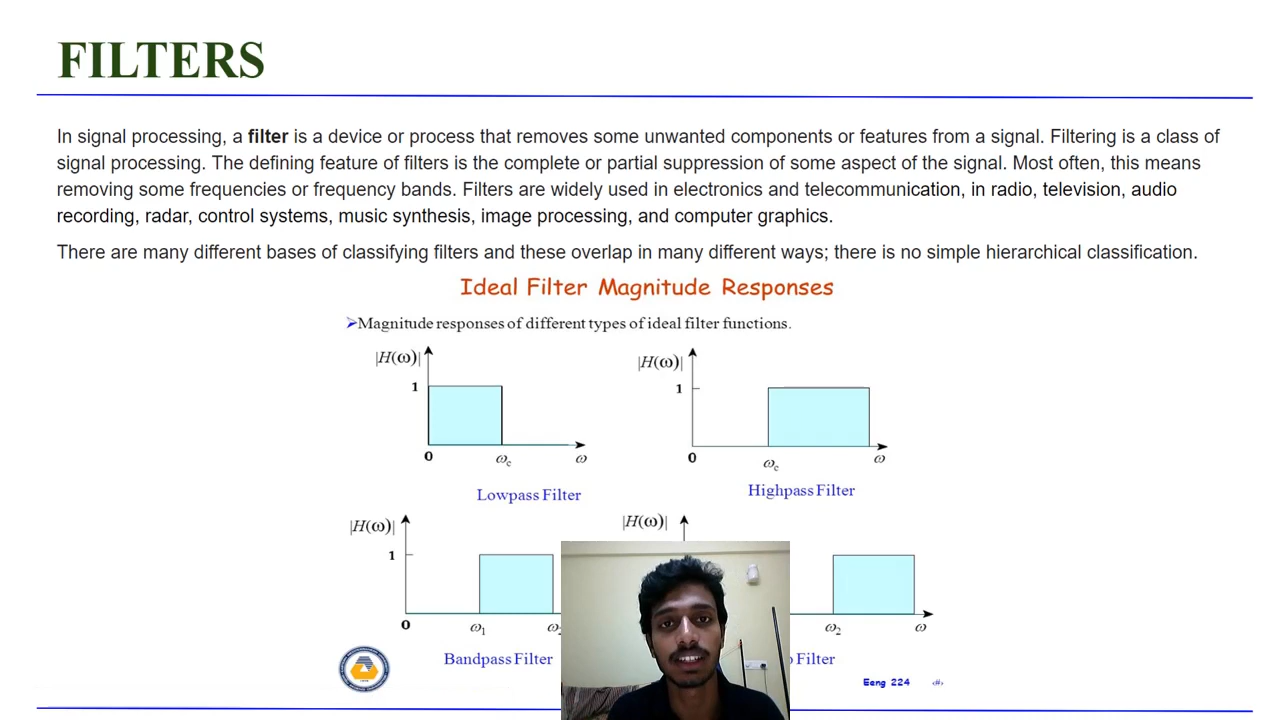 FILTERS
In signal processing, a filter is a device or process that removes some unwanted components or features from a signal. Filtering is a class of
signal processing. The defining feature of filters is the complete or partial suppression of some aspect of the signal. Most often, this means
removing some frequencies or frequency bands. Filters are widely used in electronics and telecommunication, in radio, television, audio
recording, radar, control systems, music synthesis, image processing, and computer graphics.
There are many different bases of classifying filters and these overlap in many different ways; there is no simple hierarchical classification.
Ideal Filter Magnitude Responses
➢Magnitude responses of different types of ideal filter functions.
|H(ω)|
1
0
ωc
ω
Lowpass Filter
|H(ω)|
1
0
ωc
ω
Highpass Filter
|H(ω)|
1
0
ω1
Bandpass Filter
|H(ω)|
ω2
ω
Filter
Eeng 224
‹#›